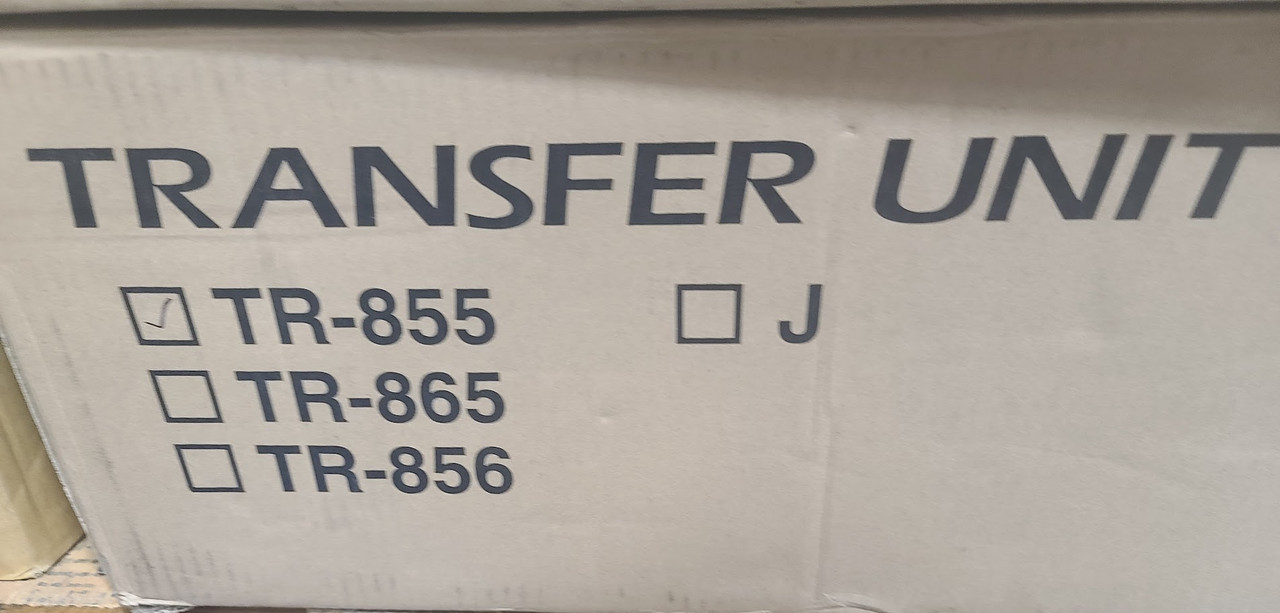 TRANSFER UNIT
☑ TR-855 ☐ J
☐ TR-865
☐ TR-856